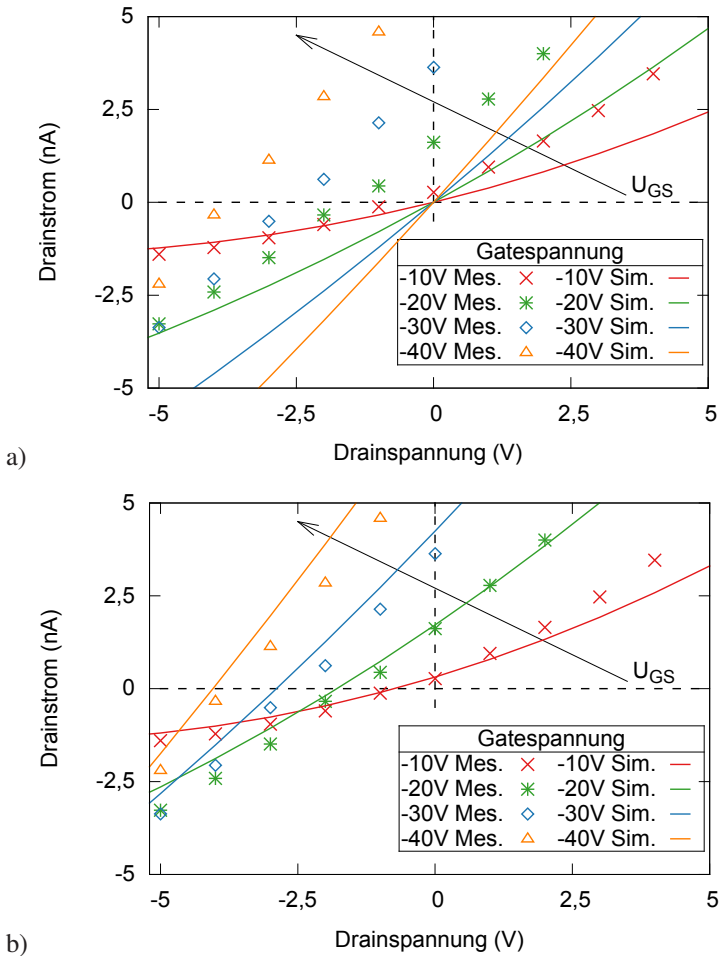 5
2,5
0
-2,5
-5
Drainstrom (nA)
U_GS
Gatespannung
-10V Mes. -10V Sim.
-20V Mes. -20V Sim.
-30V Mes. -30V Sim.
-40V Mes. -40V Sim.
-5 -2,5 0 2,5 5
Drainspannung (V)
a)
5
2,5
0
-2,5
-5
Drainstrom (nA)
U_GS
Gatespannung
-10V Mes. -10V Sim.
-20V Mes. -20V Sim.
-30V Mes. -30V Sim.
-40V Mes. -40V Sim.
-5 -2,5 0 2,5 5
Drainspannung (V)
b)